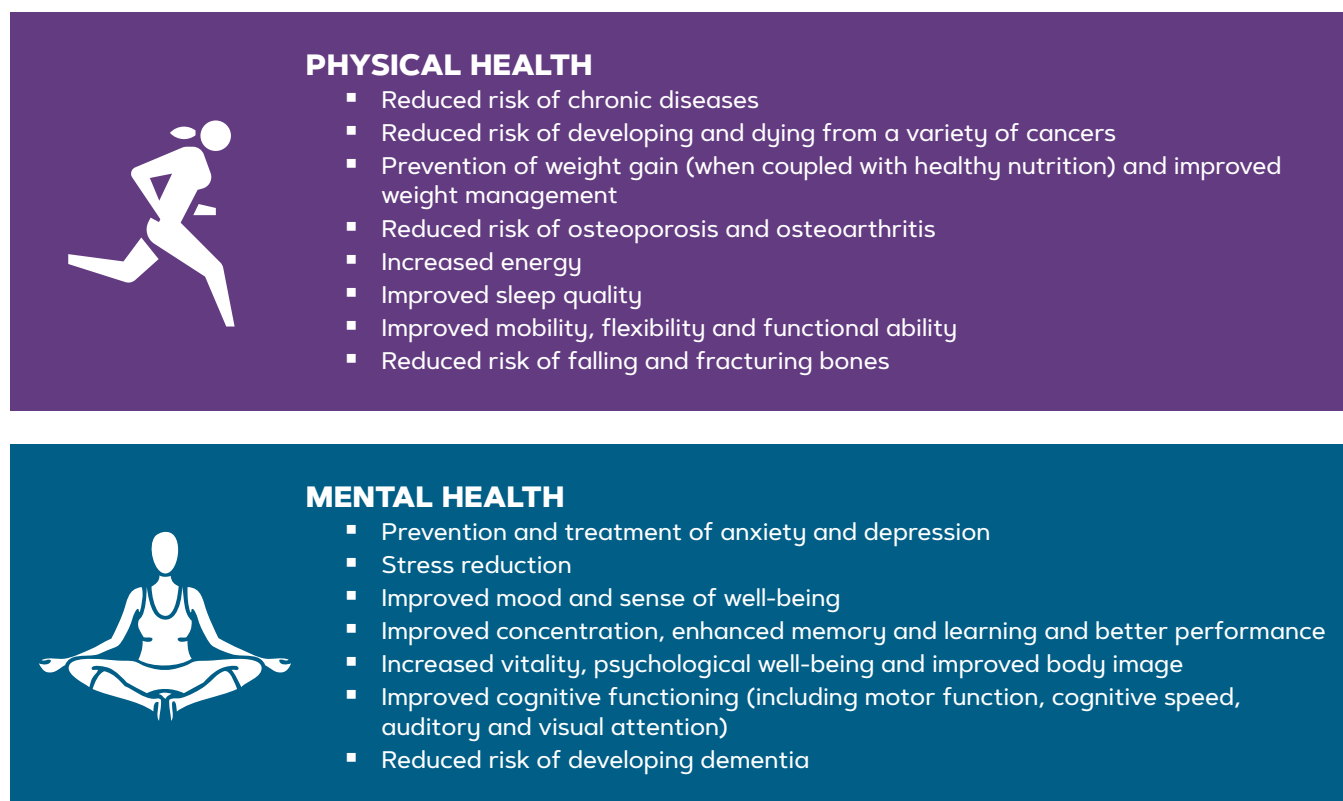 PHYSICAL HEALTH
▪ Reduced risk of chronic diseases
▪ Reduced risk of developing and dying from a variety of cancers
▪ Prevention of weight gain (when coupled with healthy nutrition) and improved
weight management
▪ Reduced risk of osteoporosis and osteoarthritis
▪ Increased energy
▪ Improved sleep quality
▪ Improved mobility, flexibility and functional ability
▪ Reduced risk of falling and fracturing bones
MENTAL HEALTH
▪ Prevention and treatment of anxiety and depression
▪ Stress reduction
▪ Improved mood and sense of well-being
▪ Improved concentration, enhanced memory and learning and better performance
▪ Increased vitality, psychological well-being and improved body image
▪ Improved cognitive functioning (including motor function, cognitive speed,
auditory and visual attention)
▪ Reduced risk of developing dementia